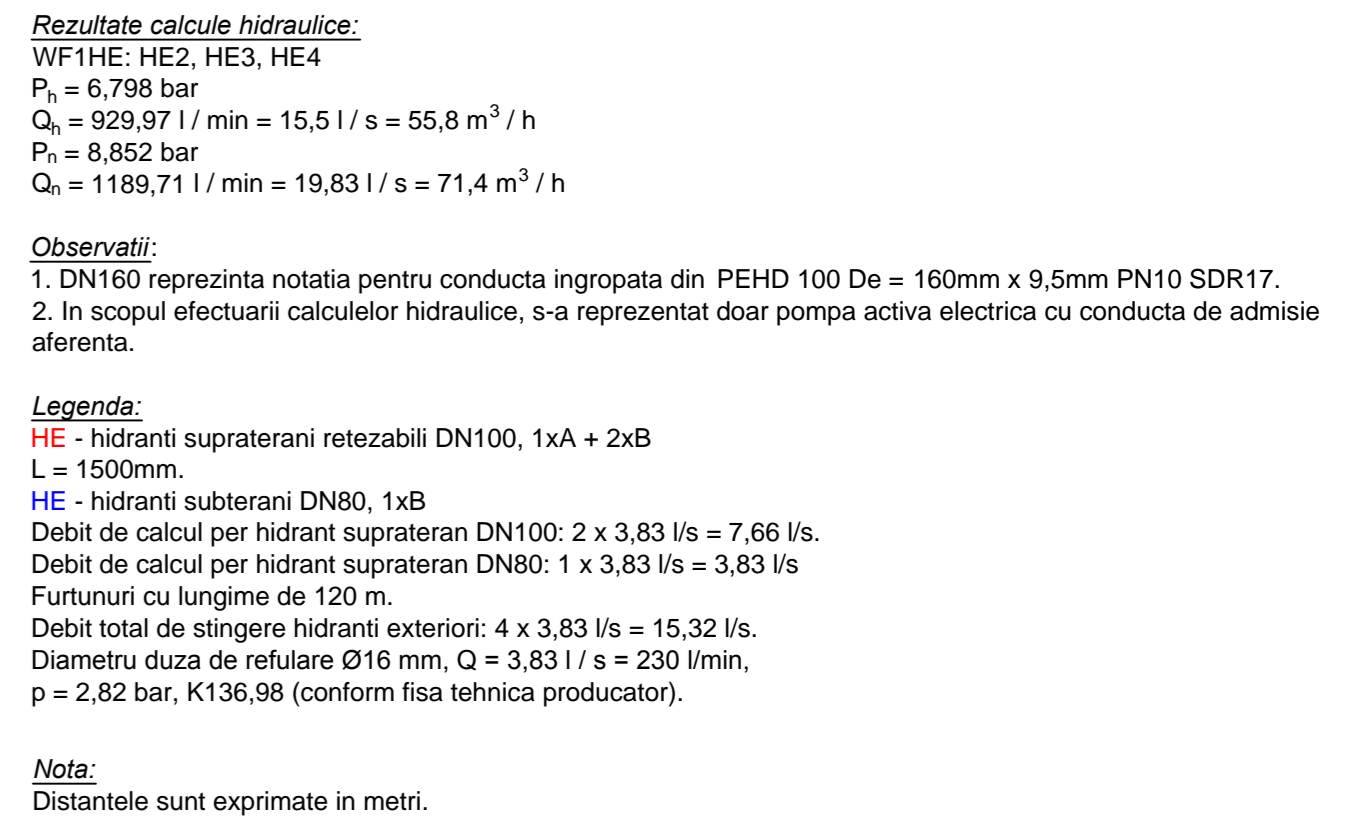 Rezultate calcule hidraulice:
WF1HE: HE2, HE3, HE4
Ph = 6,798 bar
Qh = 929,97 l / min = 15,5 l / s = 55,8 m3 / h
Pn = 8,852 bar
Qn = 1189,71 l / min = 19,83 l / s = 71,4 m3 / h
Observatii:
1. DN160 reprezinta notatia pentru conducta ingropata din PEHD 100 De = 160mm x 9,5mm PN10 SDR17.
2. In scopul efectuarii calculelor hidraulice, s-a reprezentat doar pompa activa electrica cu conducta de admisie
aferenta.
Legenda:
HE - hidranti supraterani retezabili DN100, 1xA + 2xB
L = 1500mm.
HE - hidranti subterani DN80, 1xB
Debit de calcul per hidrant suprateran DN100: 2 x 3,83 l/s = 7,66 l/s.
Debit de calcul per hidrant suprateran DN80: 1 x 3,83 l/s = 3,83 l/s
Furtunuri cu lungime de 120 m.
Debit total de stingere hidranti exteriori: 4 x 3,83 l/s = 15,32 l/s.
Diametru duza de refulare Ø16 mm, Q = 3,83 l / s = 230 l/min,
p = 2,82 bar, K136,98 (conform fisa tehnica producator).
Nota:
Distantele sunt exprimate in metri.